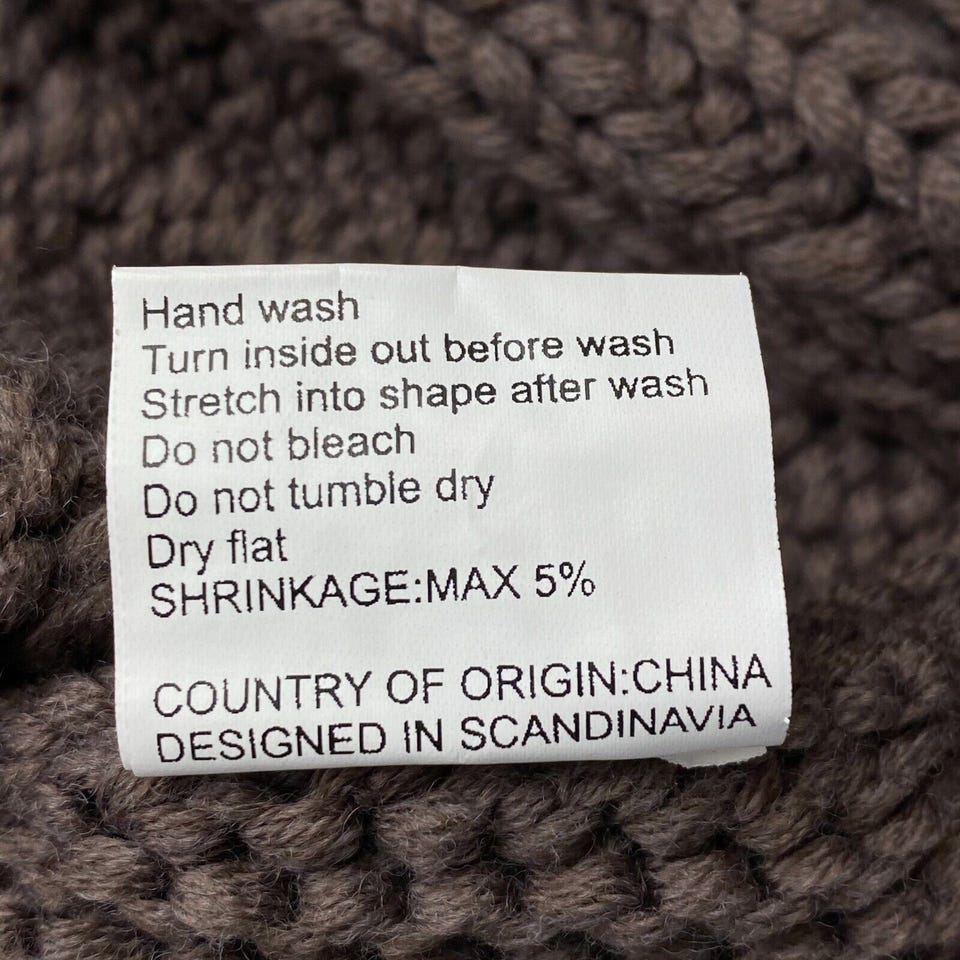 Hand wash
Turn inside out before wash
Stretch into shape after wash
Do not bleach
Do not tumble dry
Dry flat
SHRINKAGE:MAX 5%
COUNTRY OF ORIGIN:CHINA
DESIGNED IN SCANDINAVIA